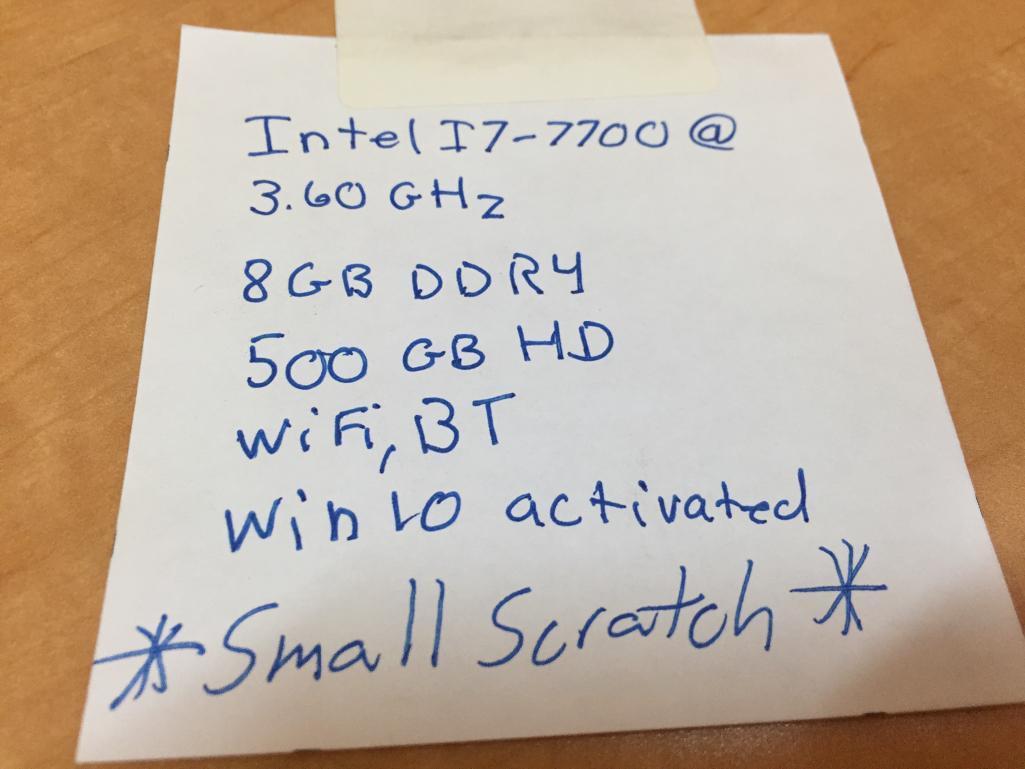 Intel I7-7700 @
3.60 GHz
8GB DDR4
500 GB HD
WiFi, BT
Win 10 activated
*Small Scratch*